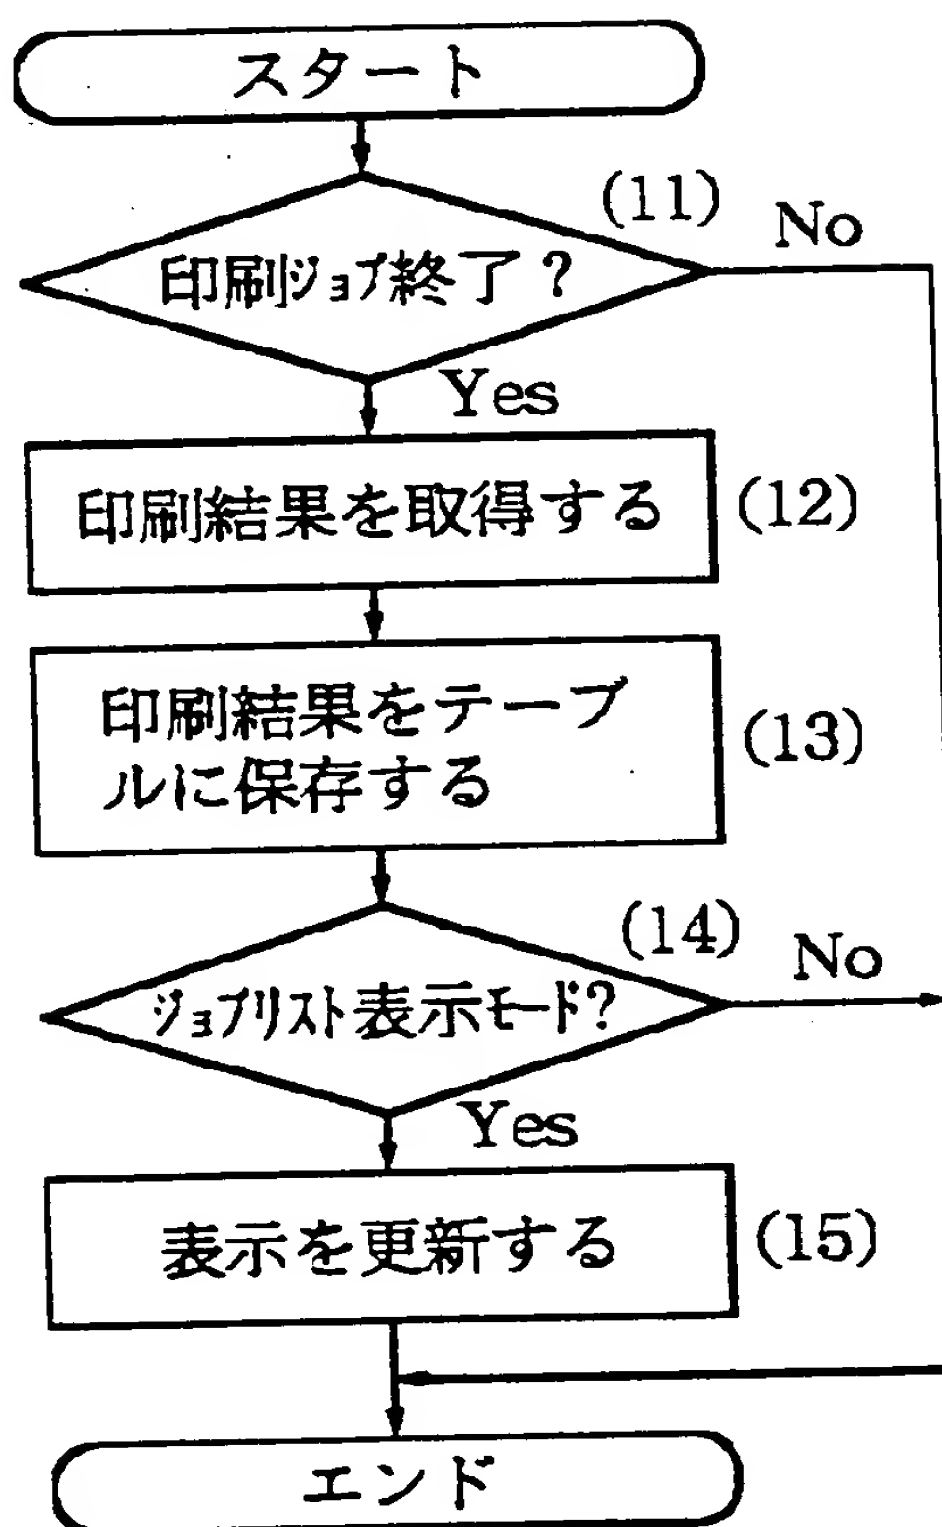 スタート
(11)
No
印刷ジョブ終了?
Yes
印刷結果を取得する
(12)
印刷結果をテーブ
ルに保存する
(13)
(14)
No
ジョブリスト表示モード?
Yes
表示を更新する
(15)
エンド